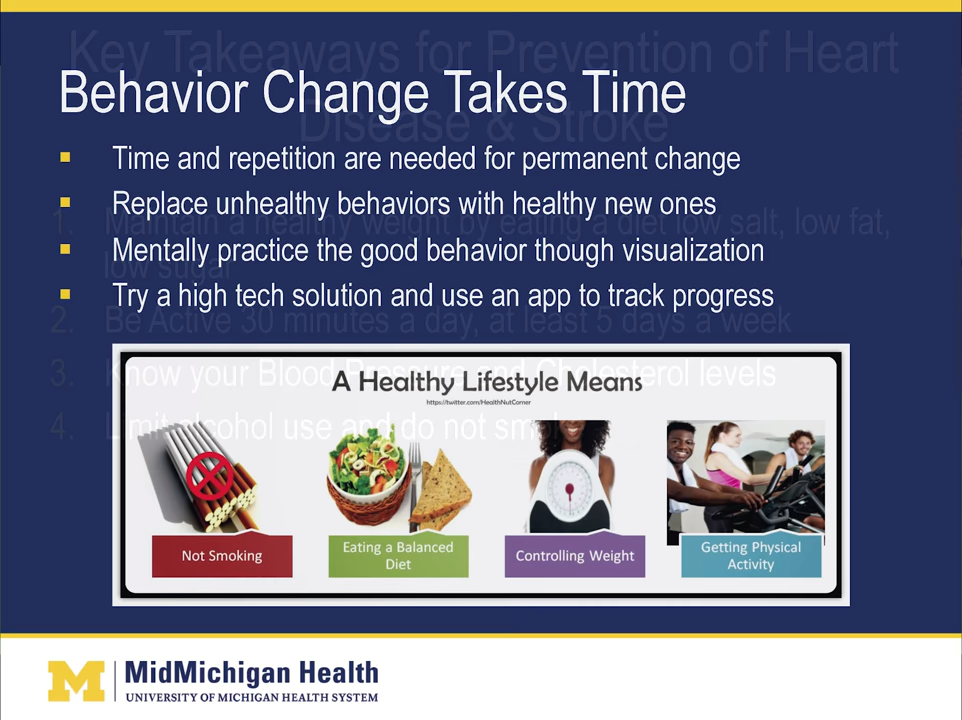 Key Takeaways for Prevention of Heart
Disease & Stroke
Behavior Change Takes Time
Time and repetition are needed for permanent change
Replace unhealthy behaviors with healthy new ones
Mentally practice the good behavior though visualization
Try a high tech solution and use an app to track progress
1. Maintain a healthy weight by eating a diet low salt, low fat,
low sugar
2. Be Active 30 minutes a day, at least 5 days a week
3. Know your Blood Pressure and Cholesterol levels
4. Limit alcohol use and do not smoke
A Healthy Lifestyle Means
https://twitter.com/HealthNutCorner
Not Smoking
Eating a Balanced
Diet
Controlling Weight
Getting Physical
Activity
M
MidMichigan Health
UNIVERSITY OF MICHIGAN HEALTH SYSTEM